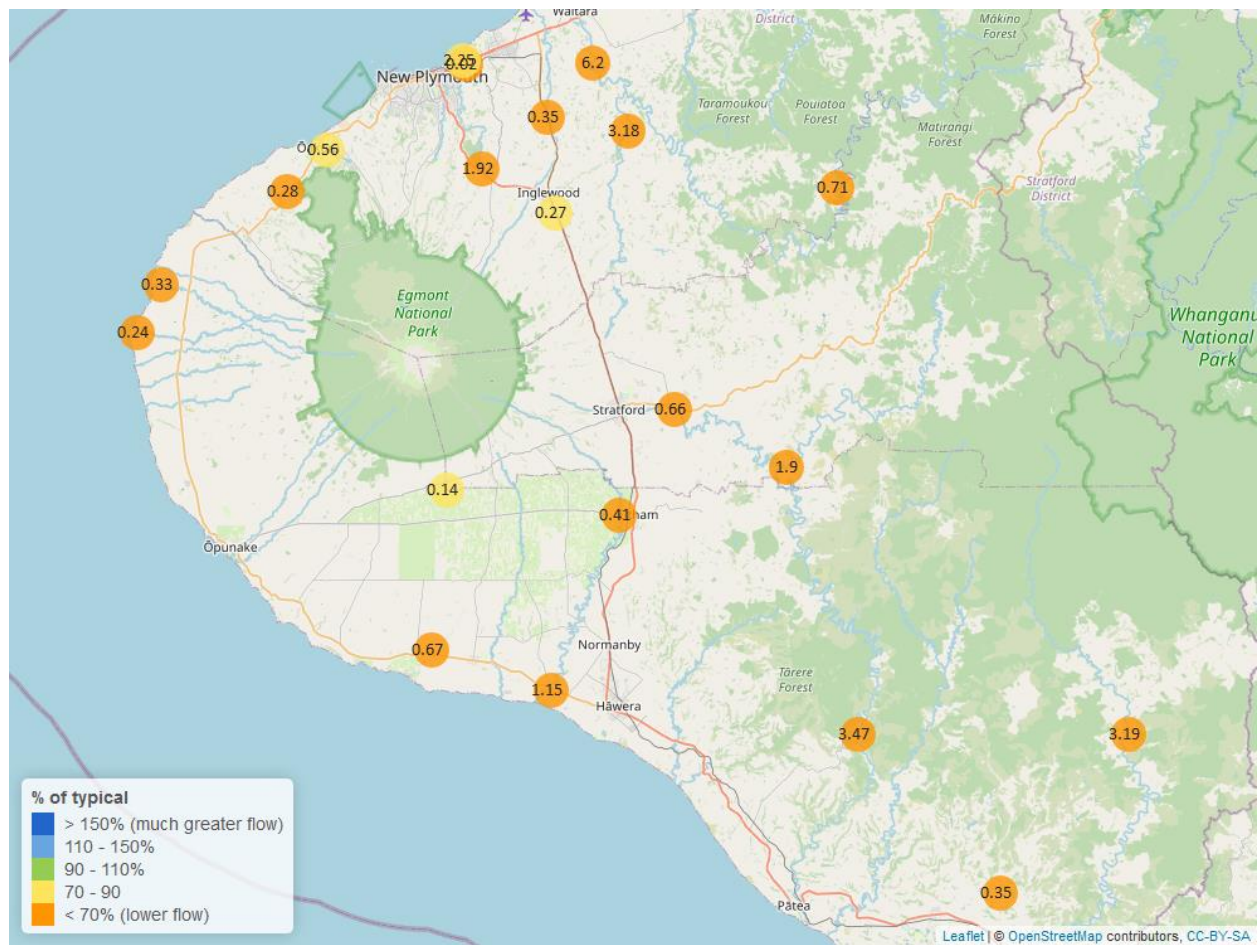 Waitara
District
Mākino
Forest
2.25
0.02
New Plymouth
6.2
Taramoukou
Forest
Pouiatoa
Forest
Matirangi
Forest
0.35
3.18
0.56
1.92
0.28
Inglewood
0.27
0.71
Stratford
District
0.33
0.24
Egmont
National
Park
Whanganu
National
Park
Stratford
0.66
1.9
0.14
0.41
ham
Ōpunake
0.67
Normanby
1.15
Hāwera
Tārere
Forest
3.47
3.19
0.35
Pātea
% of typical
> 150% (much greater flow)
110 - 150%
90 - 110%
70 - 90
< 70% (lower flow)
Leaflet | © OpenStreetMap contributors, CC-BY-SA